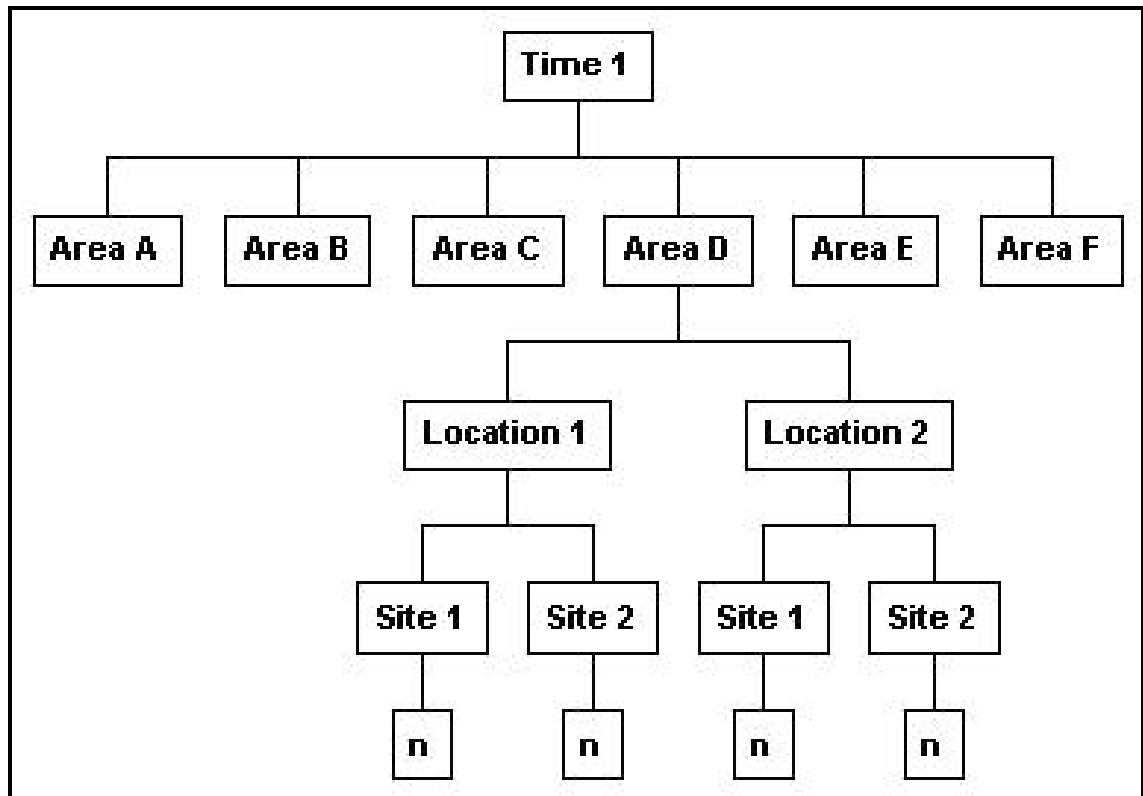 Time 1
Area A Area B Area C Area D Area E Area F
Location 1 Location 2
Site 1 Site 2 Site 1 Site 2
n n n n